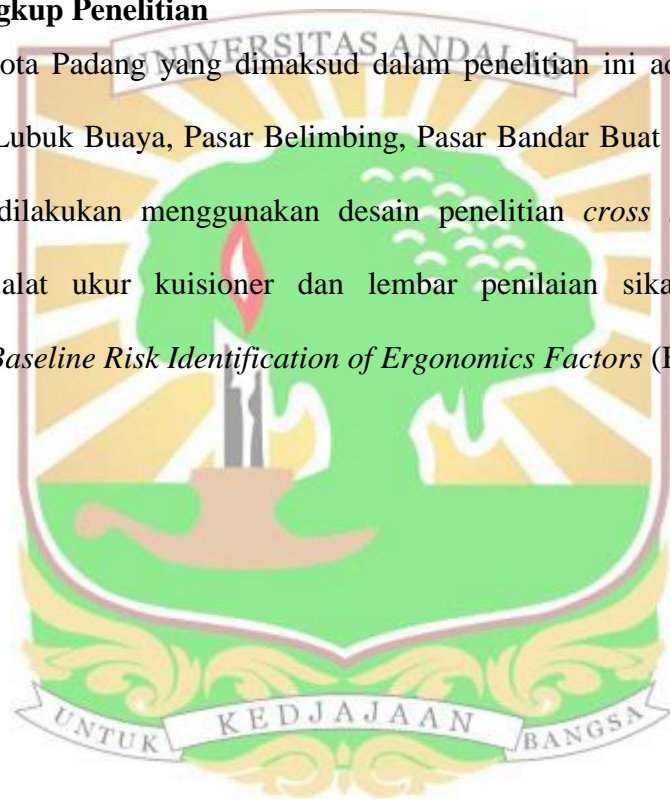 gkup Penelitian
UNIVERSITAS ANDALAS
ota Padang yang dimaksud dalam penelitian ini ac
Lubuk Buaya, Pasar Belimbing, Pasar Bandar Buat
dilakukan menggunakan desain penelitian cross
alat ukur kuisioner dan lembar penilaian sika
Baseline Risk Identification of Ergonomics Factors (B
UNTUK KEDJAJAAN BANGSA